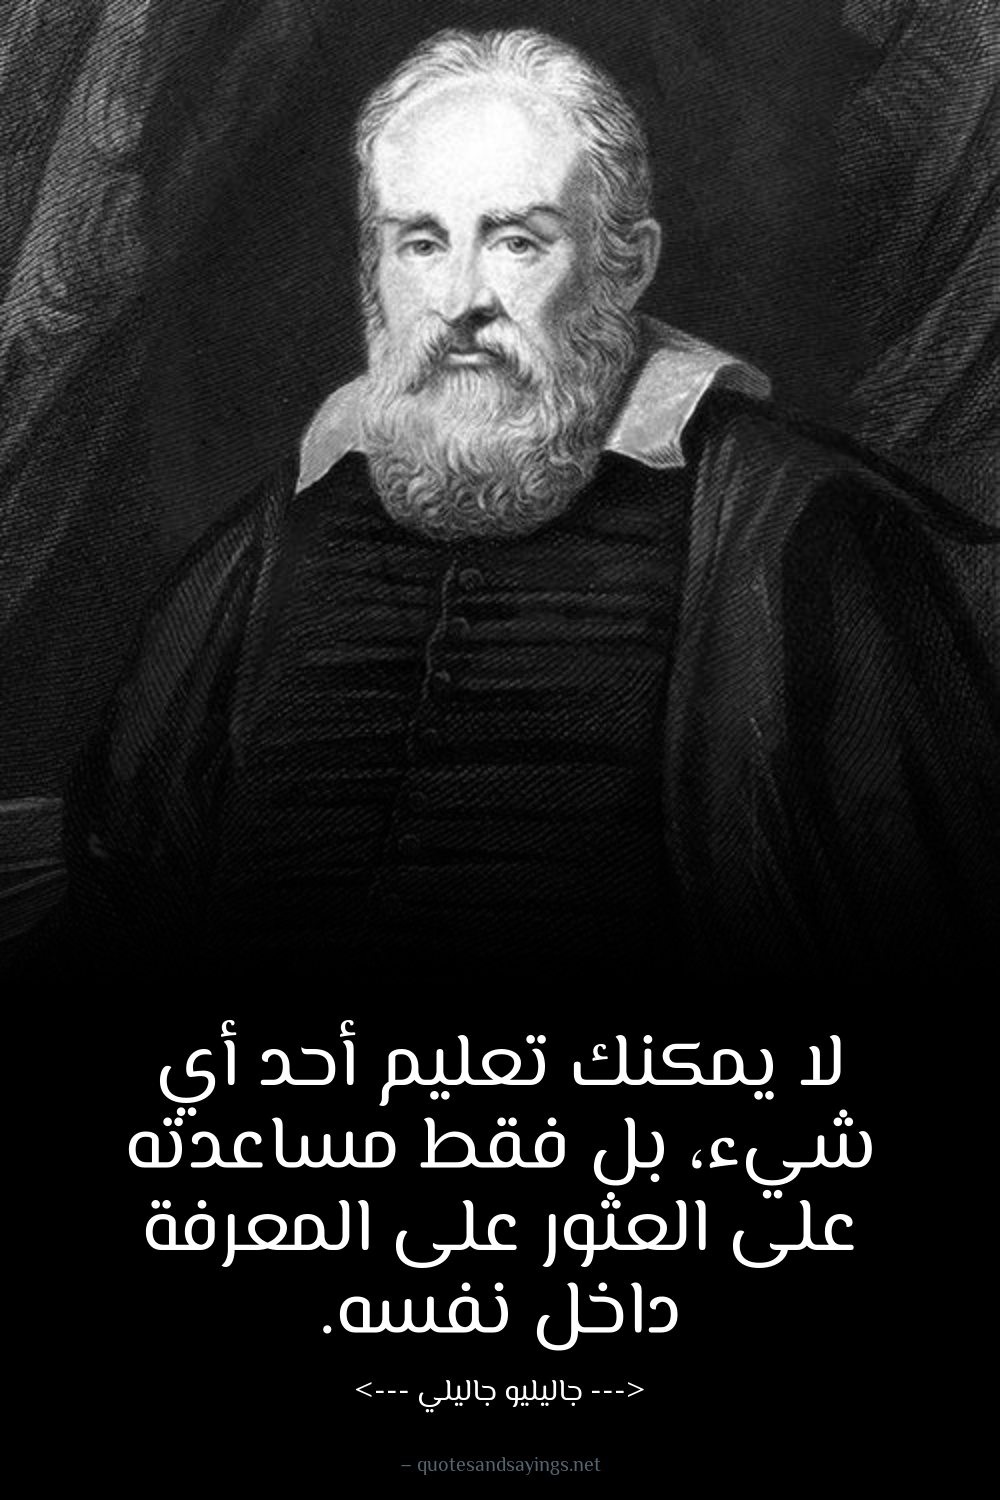 لا يمكنك تعليم أحد أي
شيء، بل فقط مساعدته
على العثور على المعرفة
داخل نفسه.
<--- جاليليو جاليلي --->
– quotesandsayings.net